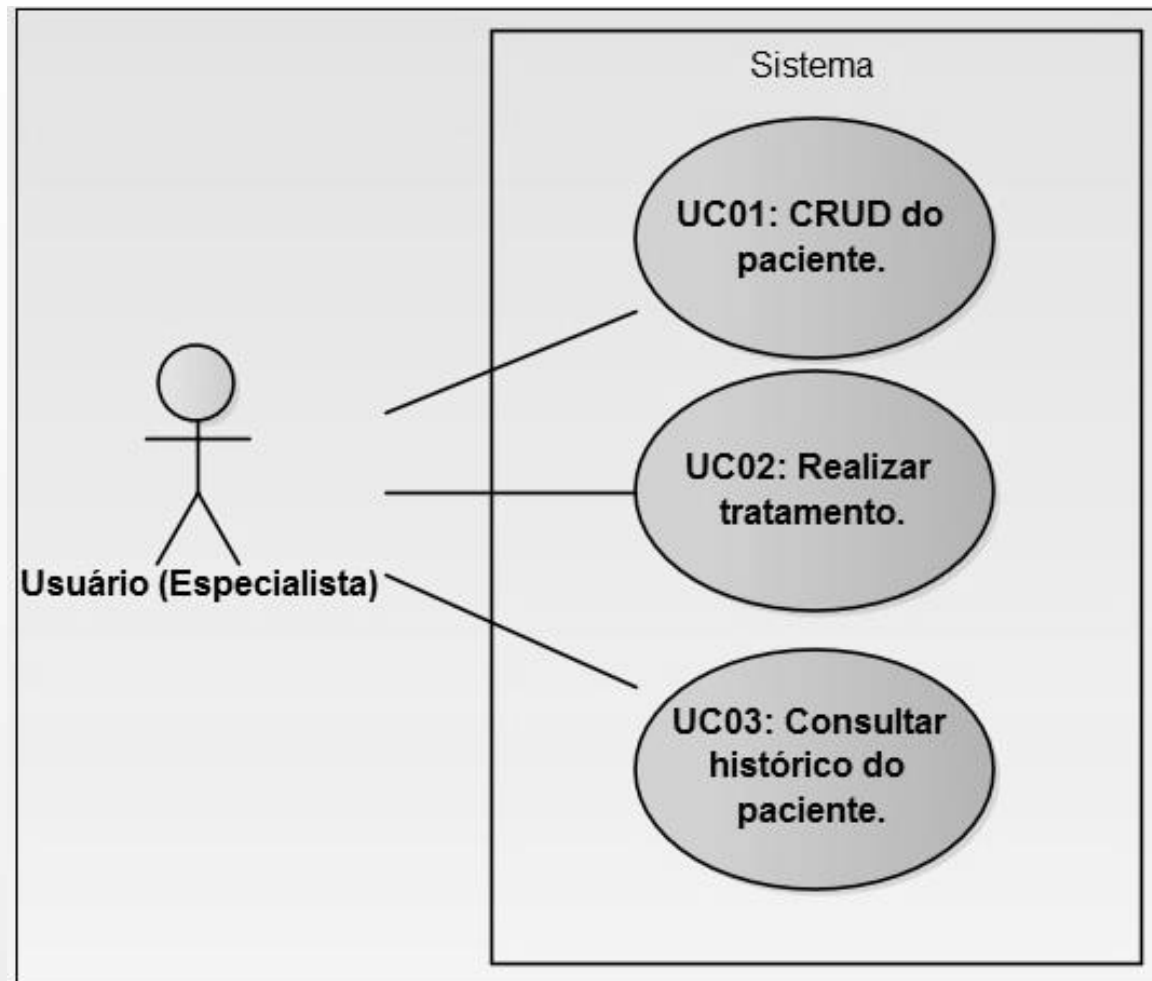 Sistema
UC01: CRUD do
paciente.
UC02: Realizar
tratamento.
Usuário (Especialista)
UC03: Consultar
histórico do
paciente.